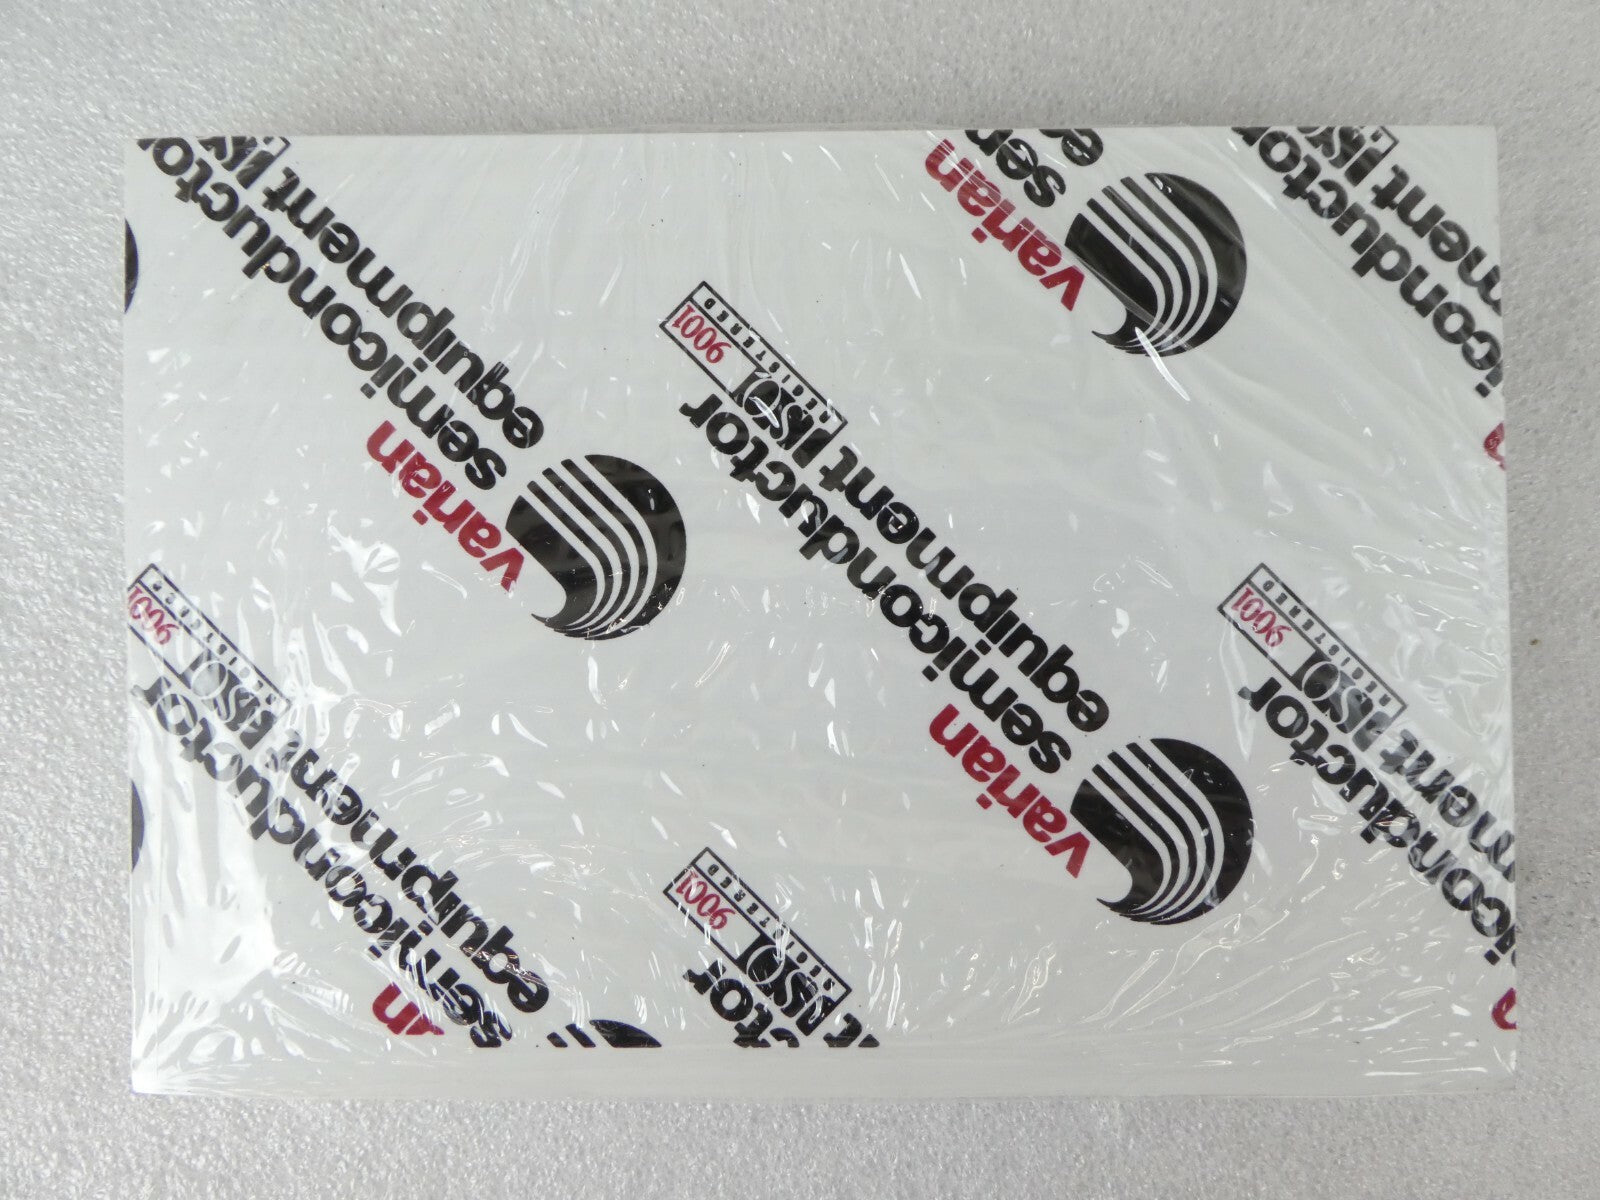 varian
semiconductor
equipment
ISO
9001
REGISTERED
varian
semiconductor
equipment
ISO
9001
REGISTERED
varian
semiconductor
equipment
ISO
9001
REGISTERED